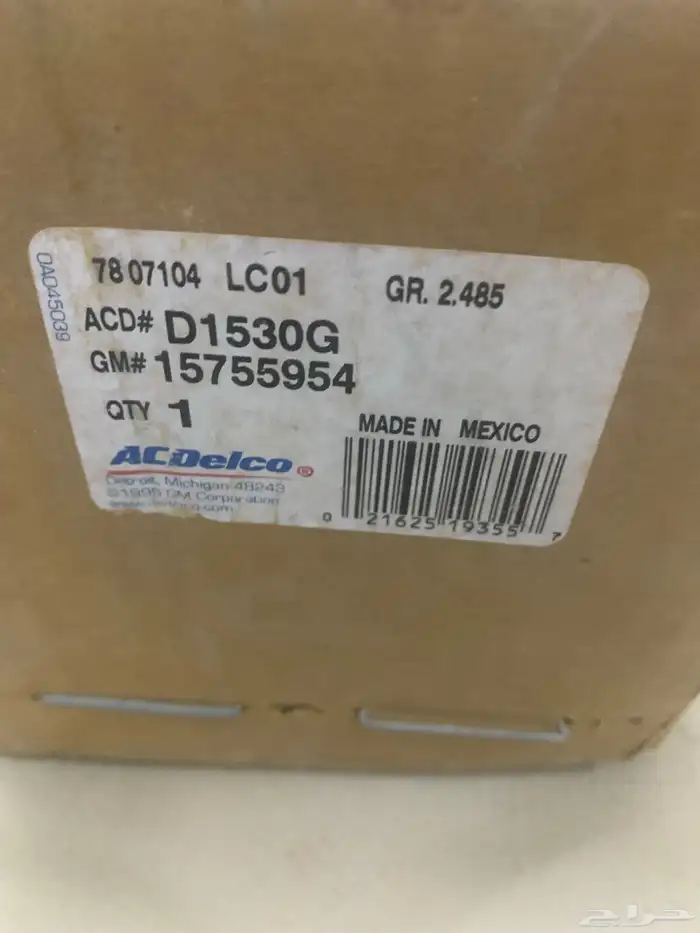 0A045039
78 07104 LC01 GR. 2.485
ACD# D1530G
GM# 15755954
QTY 1
MADE IN MEXICO
ACDelco®
Detroit, Michigan 48243
©1995 GM Corporation
0 21625 19355 7
حراج